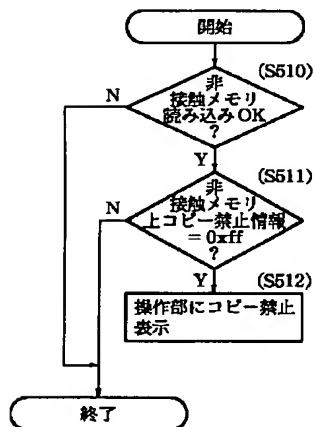 開始
(S510)
非
接触メモリ
読み込みOK
?
N
Y
(S511)
非
接触メモリ
上コピー禁止情報
= 0xff
?
N
Y
(S512)
操作部にコピー禁止
表示
終了